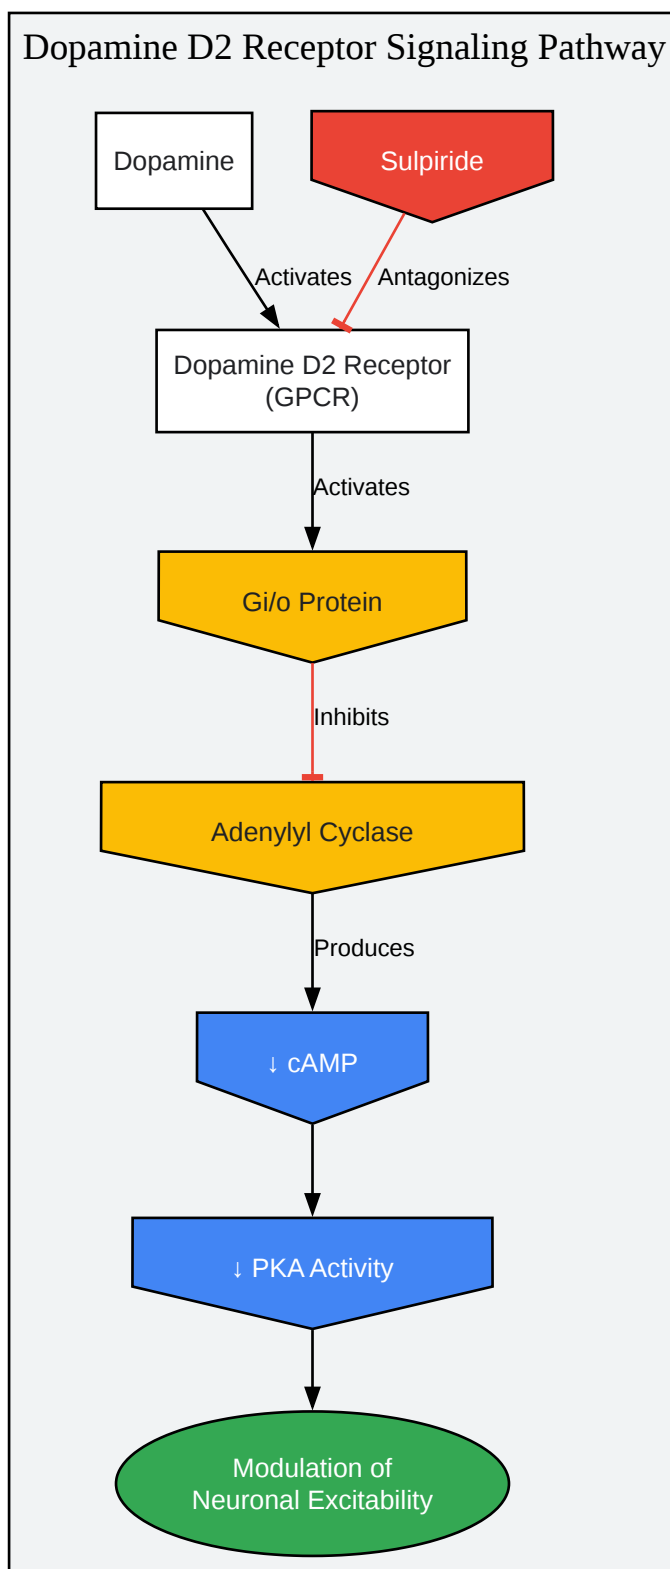 Dopamine D2 Receptor Signaling Pathway
Dopamine
Sulpiride
Activates
Antagonizes
Dopamine D2 Receptor
(GPCR)
Activates
Gi/o Protein
Inhibits
Adenylyl Cyclase
Produces
↓ cAMP
↓ PKA Activity
Modulation of
Neuronal Excitability